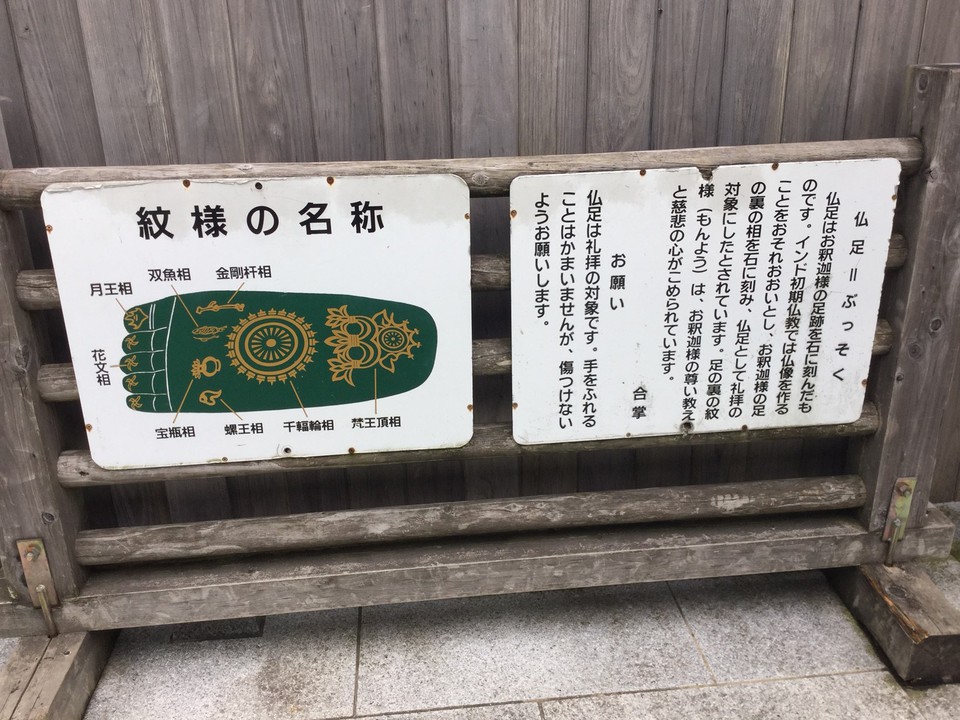 紋様の名称
双魚相
金剛杵相
月王相
花文相
宝瓶相
螺王相
千輻輪相
梵王頂相
仏足＝ぶっそく
仏足はお釈迦様の足跡を石に刻んだも
のです。インド初期仏教では仏像を作る
ことをおそれおおいとし、お釈迦様の足
の裏の相を石に刻み、仏足として礼拝の
対象にしたとされています。足の裏の紋
様（もんよう）は、お釈迦様の尊い教え
と慈悲の心がこめられています。
合掌
お願い
仏足は礼拝の対象です。手をふれる
ことはかまいませんが、傷つけない
ようお願いします。